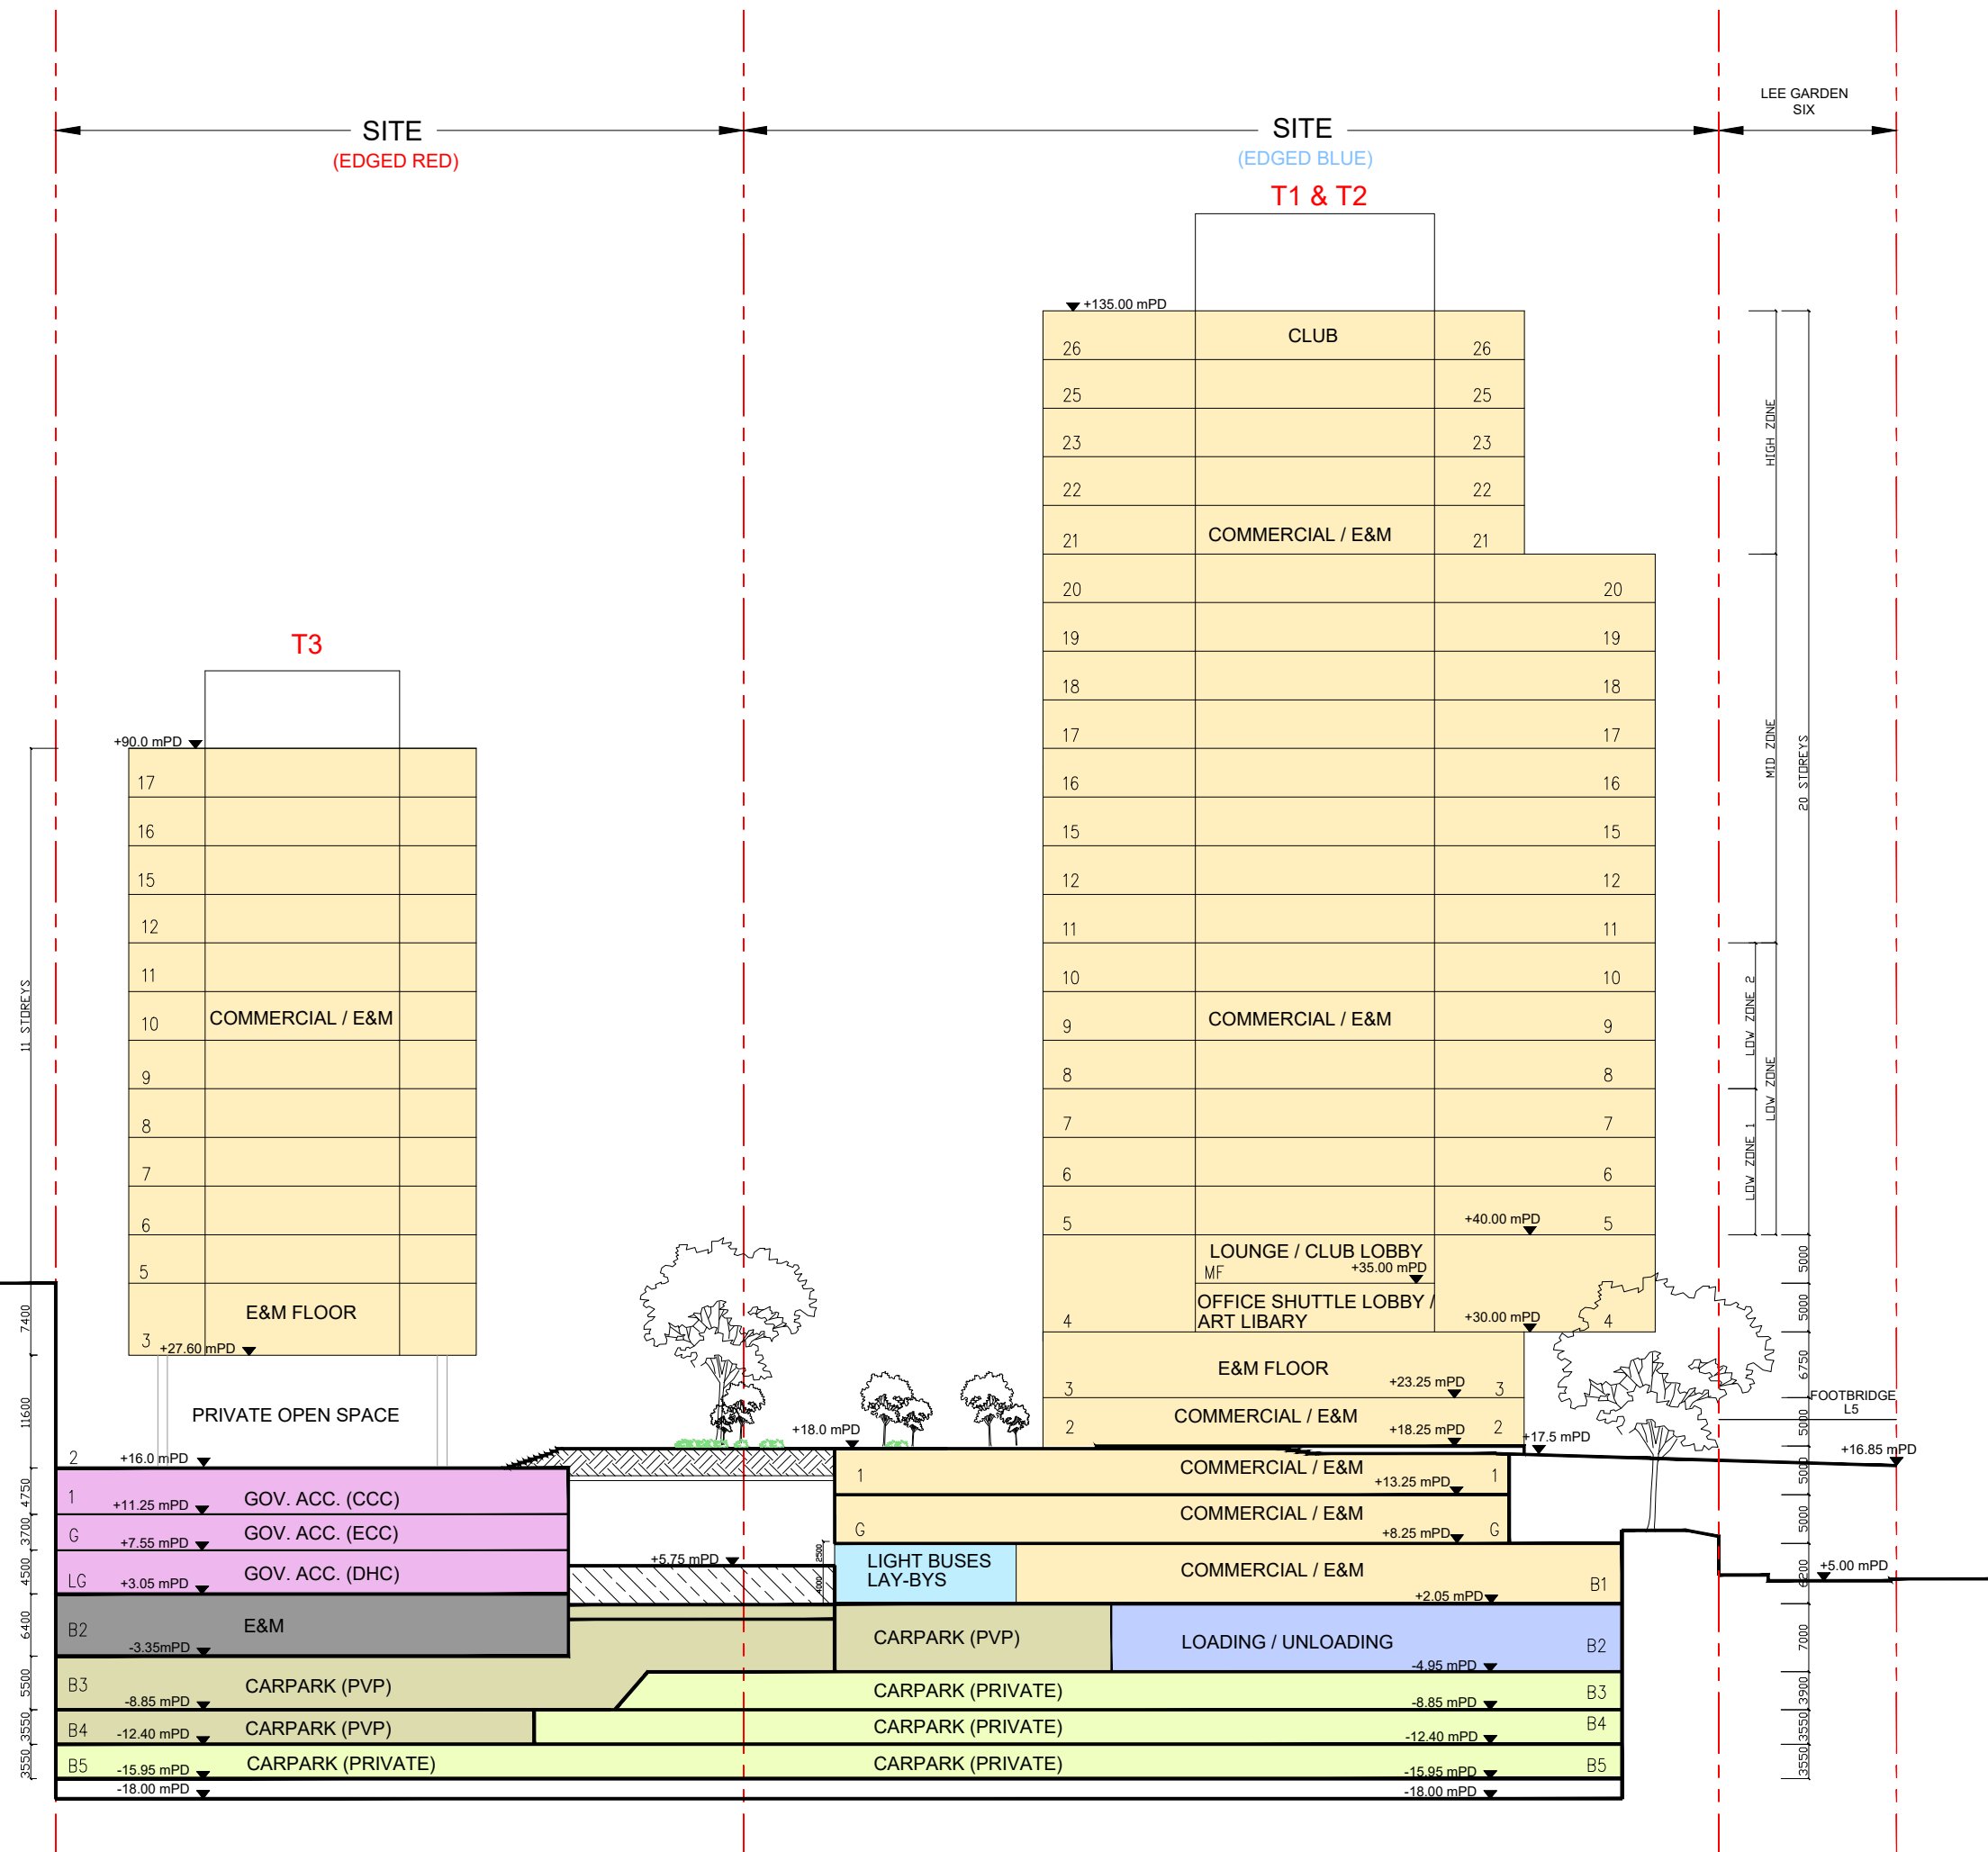 LEE GARDEN
SIX
SITE
(EDGED RED)
SITE
(EDGED BLUE)
T1 & T2
+135.00 mPD
26
CLUB
26
25
25
23
23
22
22
21
COMMERCIAL / E&M
21
20
20
19
19
18
18
17
17
16
16
15
15
12
12
11
11
10
10
9
COMMERCIAL / E&M
9
8
8
7
7
6
6
5
+40.00 mPD
5
LOUNGE / CLUB LOBBY
MF
+35.00 mPD
OFFICE SHUTTLE LOBBY /
ART LIBARY
4
+30.00 mPD
4
E&M FLOOR
3
+23.25 mPD
3
COMMERCIAL / E&M
2
+18.25 mPD
2
+18.0 mPD
+17.5 mPD
+16.85 mPD
FOOTBRIDGE
L5
1
COMMERCIAL / E&M
+13.25 mPD
1
G
COMMERCIAL / E&M
+8.25 mPD
G
LIGHT BUSES
LAY-BYS
COMMERCIAL / E&M
+2.05 mPD
B1
+5.00 mPD
CARPARK (PVP)
LOADING / UNLOADING
-4.95 mPD
B2
CARPARK (PRIVATE)
-8.85 mPD
B3
CARPARK (PRIVATE)
-12.40 mPD
B4
CARPARK (PRIVATE)
-15.95 mPD
B5
-18.00 mPD
T3
+90.0 mPD
17
16
15
12
11
10
COMMERCIAL / E&M
9
8
7
6
5
E&M FLOOR
3
+27.60 mPD
PRIVATE OPEN SPACE
2
+16.0 mPD
1
+11.25 mPD
GOV. ACC. (CCC)
G
+7.55 mPD
GOV. ACC. (ECC)
LG
+3.05 mPD
GOV. ACC. (DHC)
+5.75 mPD
2500
4000
B2
E&M
-3.35mPD
B3
CARPARK (PVP)
-8.85 mPD
B4
CARPARK (PVP)
-12.40 mPD
B5
CARPARK (PRIVATE)
-15.95 mPD
-18.00 mPD
11 STOREYS
7400
11600
4750
3700
4500
6400
5500
3550
3550
HIGH ZONE
MID ZONE
20 STOREYS
LOW ZONE 2
LOW ZONE
LOW ZONE 1
5000
5000
6750
5000
5000
5000
6200
7000
3900
3550
3550